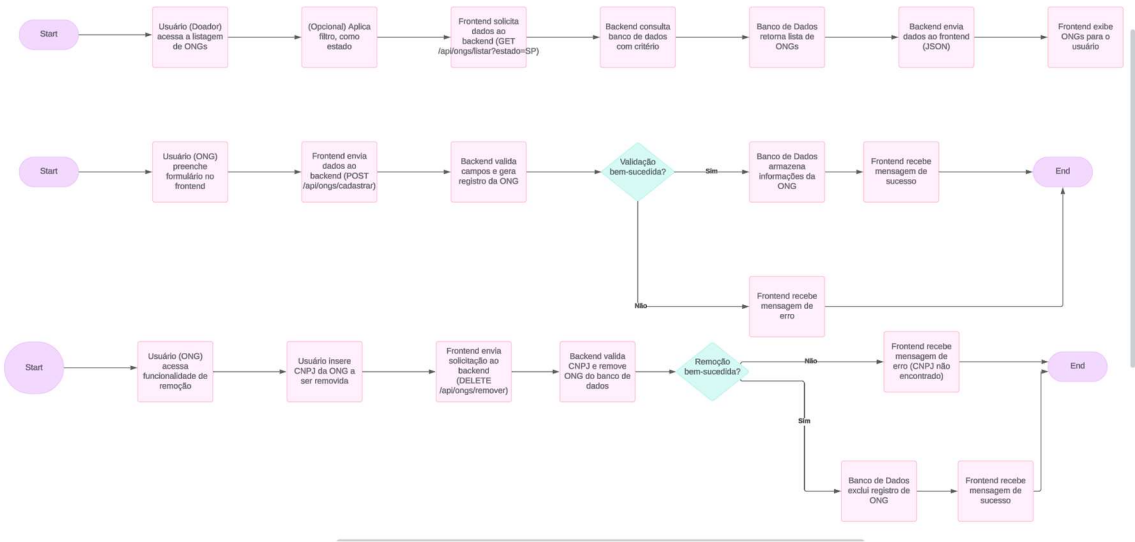 Start
Usuário (Doador)
acessa a listagem
de ONGs
(Opcional) Aplica
filtro, como
estado
Frontend solicita
dados ao
backend (GET
/api/ongs/listar?estado=SP)
Backend consulta
banco de dados
com critério
Banco de Dados
retorna lista de
ONGs
Backend envia
dados ao frontend
(JSON)
Frontend exibe
ONGs para o
usuário
Start
Usuário (ONG)
preenche
formulário no
frontend
Frontend envia
dados ao
backend (POST
/api/ongs/cadastrar)
Backend valida
campos e gera
registro da ONG
Validação
bem-sucedida?
Sim
Banco de Dados
armazena
informações da
ONG
Frontend recebe
mensagem de
sucesso
End
Não
Frontend recebe
mensagem de
erro
Start
Usuário (ONG)
acessa
funcionalidade de
remoção
Usuário insere
CNPJ da ONG a
ser removida
Frontend envia
solicitação ao
backend
(DELETE
/api/ongs/remover)
Backend valida
CNPJ e remove
ONG do banco de
dados
Remoção
bem-sucedida?
Não
Frontend recebe
mensagem de
erro (CNPJ não
encontrado)
End
Sim
Banco de Dados
exclui registro de
ONG
Frontend recebe
mensagem de
sucesso